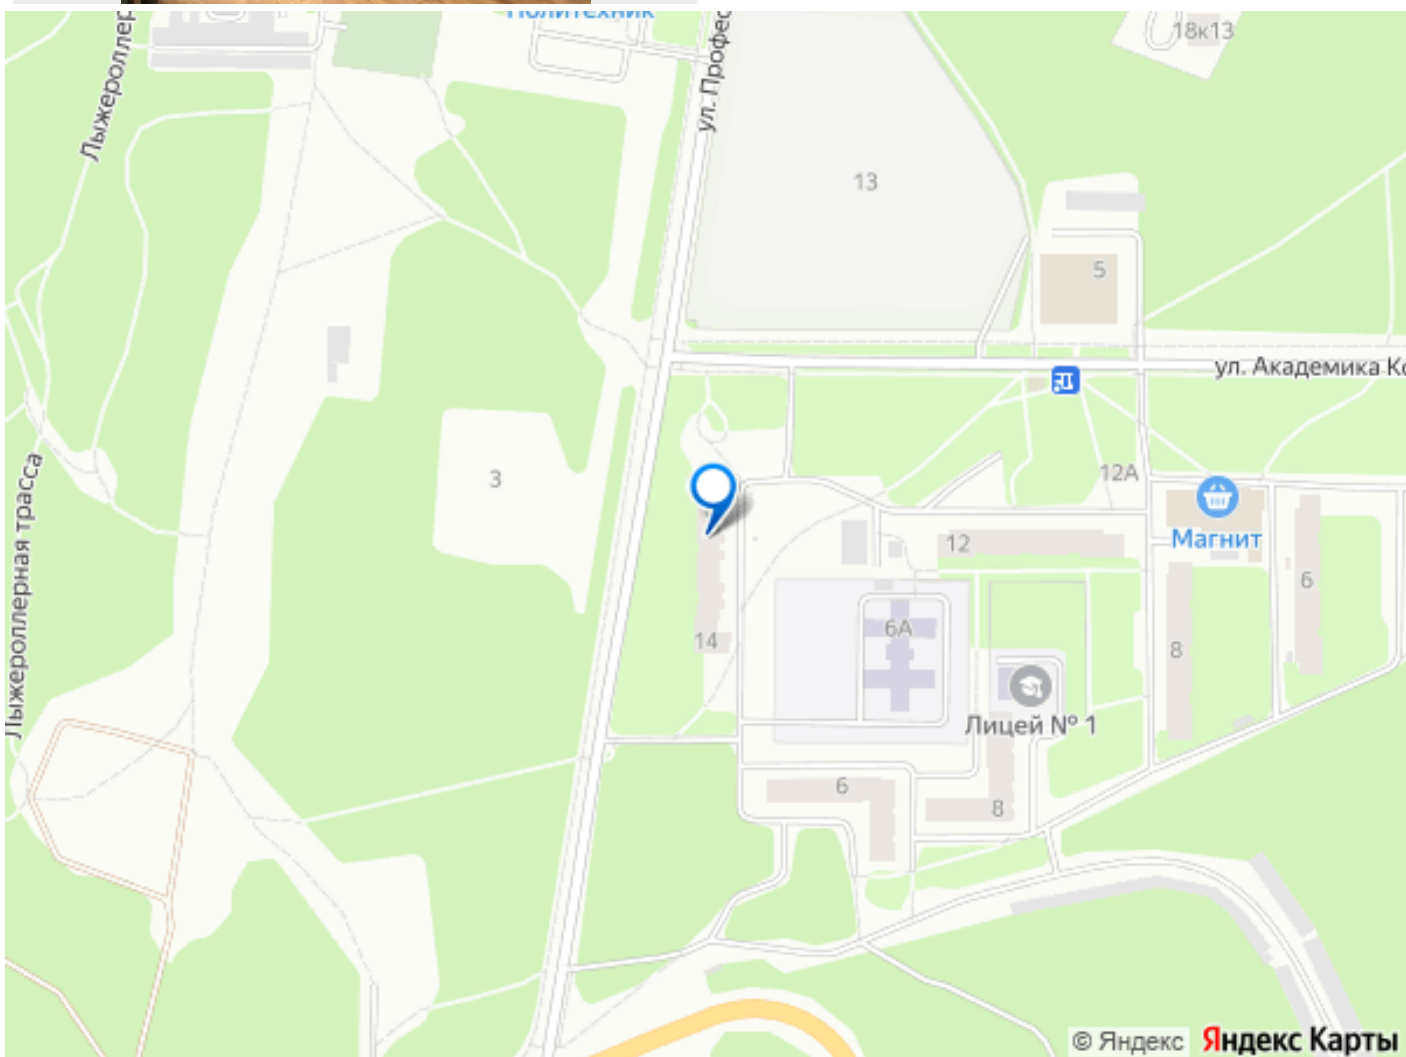 Политехник
18к13
Лыжероллер
ул. Профес
13
5
ул. Академика Ко
3
12А
Магнит
12
6
Лыжероллерная трасса
14
6А
8
Лицей № 1
6
8
© Яндекс Яндекс Карты